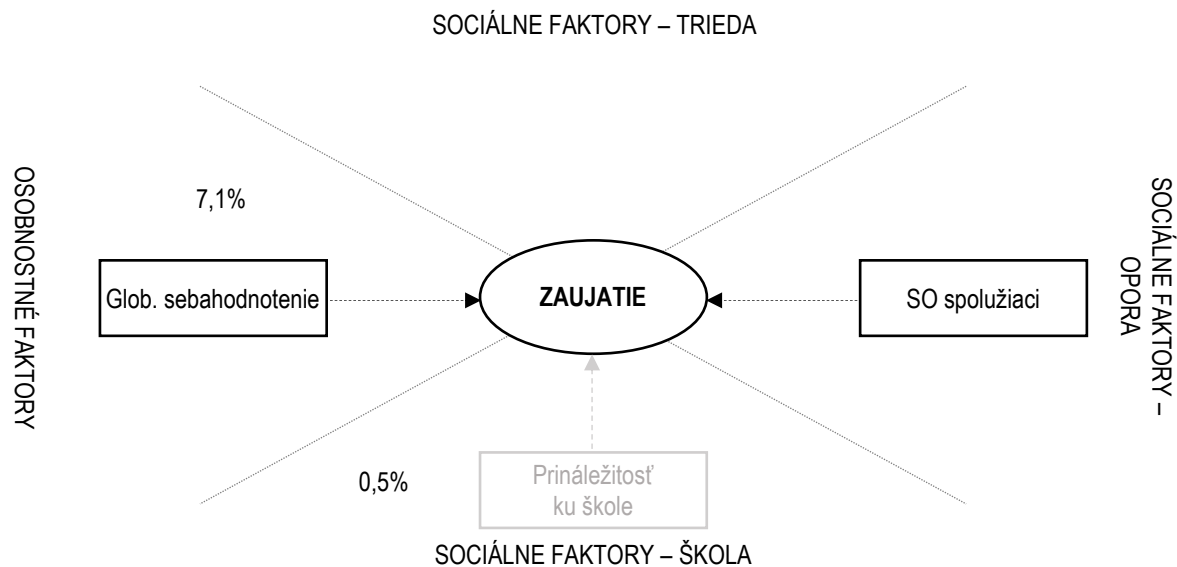 SOCIÁLNE FAKTORY – TRIEDA
OSOBNOSTNÉ FAKTORY
7,1%
Glob. sebahodnotenie
ZAUJATIE
SO spolužiaci
SOCIÁLNE FAKTORY –
OPORA
0,5%
Prináležitosť
ku škole
SOCIÁLNE FAKTORY – ŠKOLA